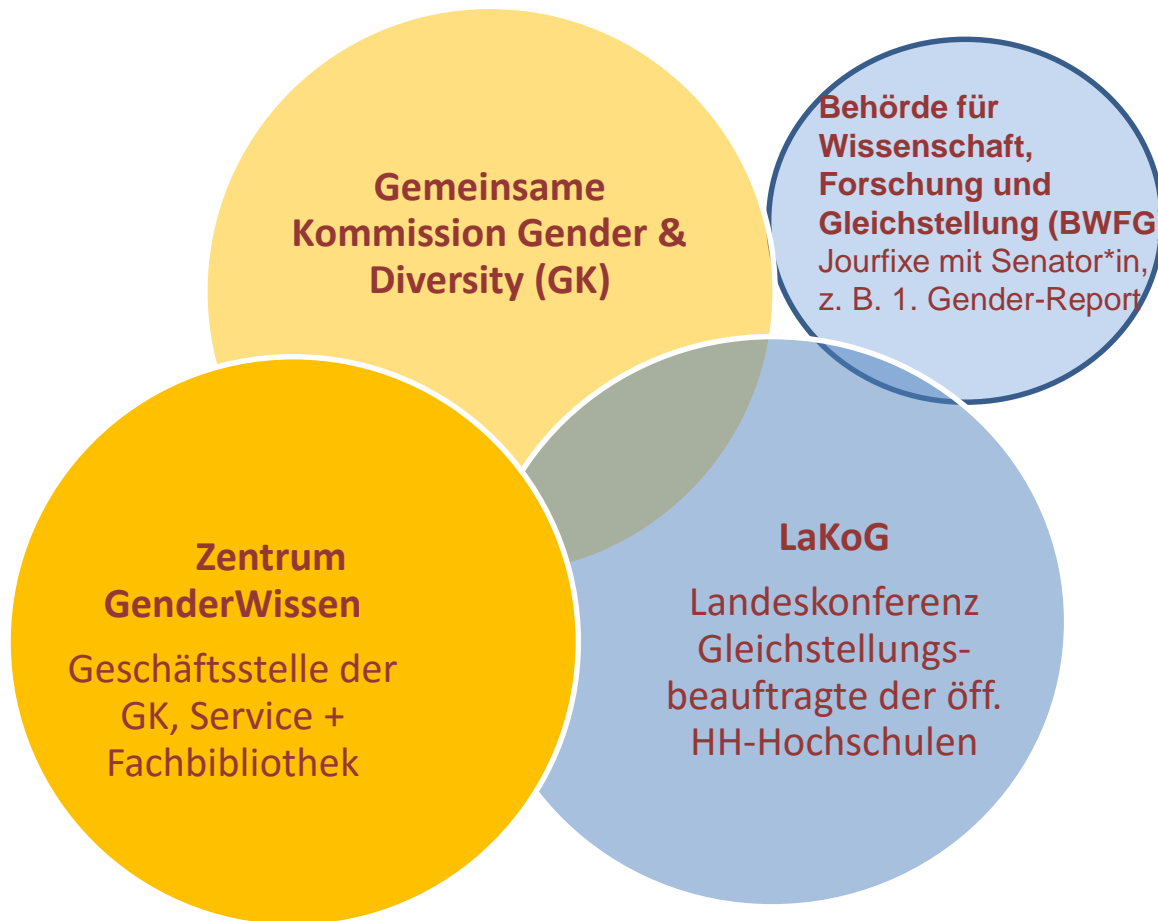 Gemeinsame
Kommission Gender &
Diversity (GK)
Behörde für
Wissenschaft,
Forschung und
Gleichstellung (BWFG)
Jourfixe mit Senator*in,
z. B. 1. Gender-Report
Zentrum
GenderWissen
Geschäftsstelle der
GK, Service +
Fachbibliothek
LaKoG
Landeskonferenz
Gleichstellungs-
beauftragte der öff.
HH-Hochschulen